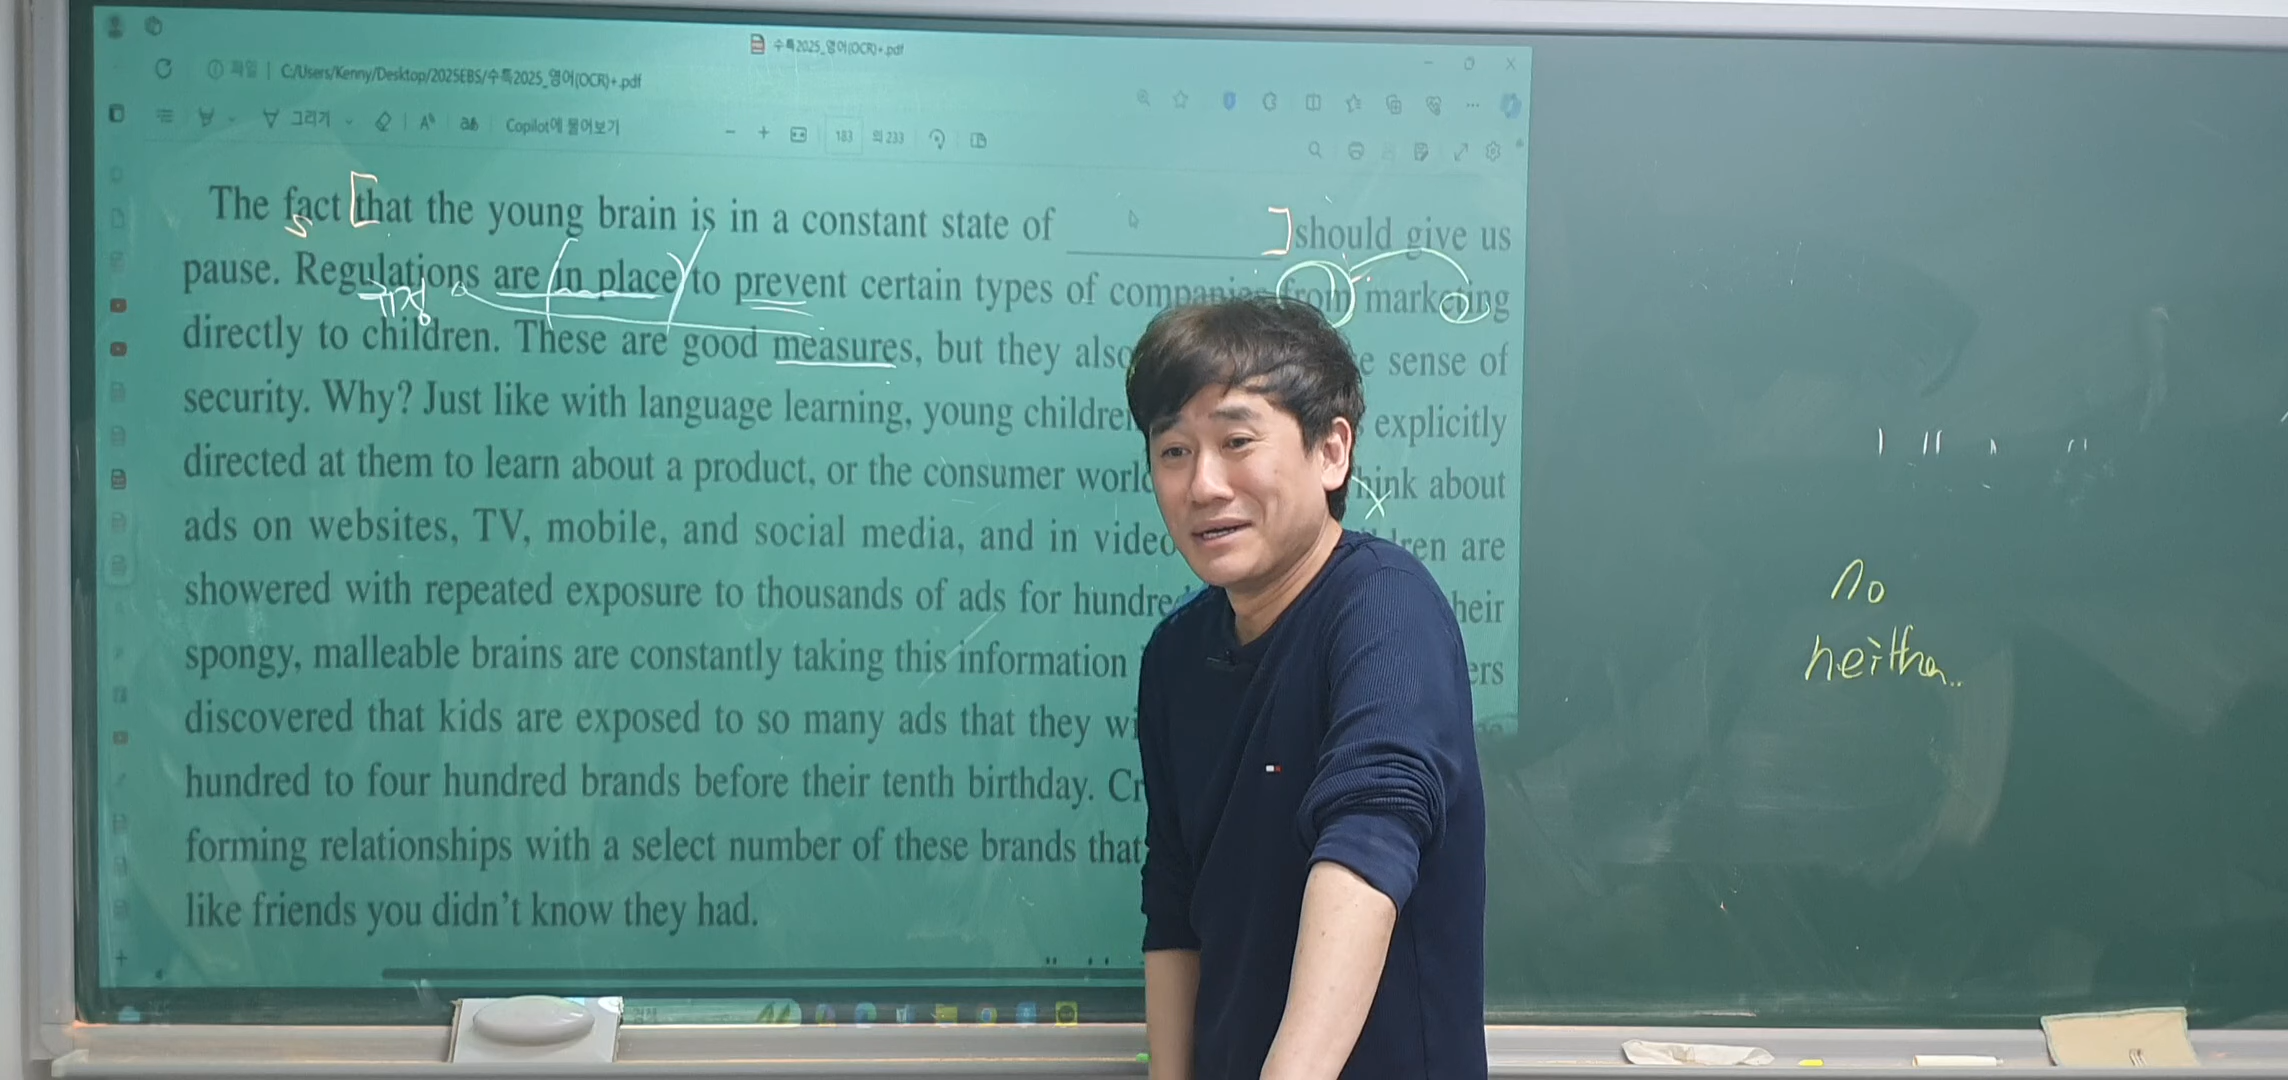 수특2025_영어(OCR)+.pdf
파일 | C:/Users/Kenny/Desktop/2025EBS/수특2025_영어(OCR)+.pdf
그리기 Copilot에 물어보기 − + 183 의 233
The fact [that the young brain is in a constant state of ] should give us
S
pause. Regulations are (in place) to prevent certain types of companies from marketing
규정
directly to children. These are good measures, but they also e sense of
security. Why? Just like with language learning, young children explicitly
directed at them to learn about a product, or the consumer world think about
ads on websites, TV, mobile, and social media, and in video ren are
showered with repeated exposure to thousands of ads for hundre heir
spongy, malleable brains are constantly taking this information ers
discovered that kids are exposed to so many ads that they wi
hundred to four hundred brands before their tenth birthday. Cr
forming relationships with a select number of these brands that
like friends you didn't know they had.
no
neither..